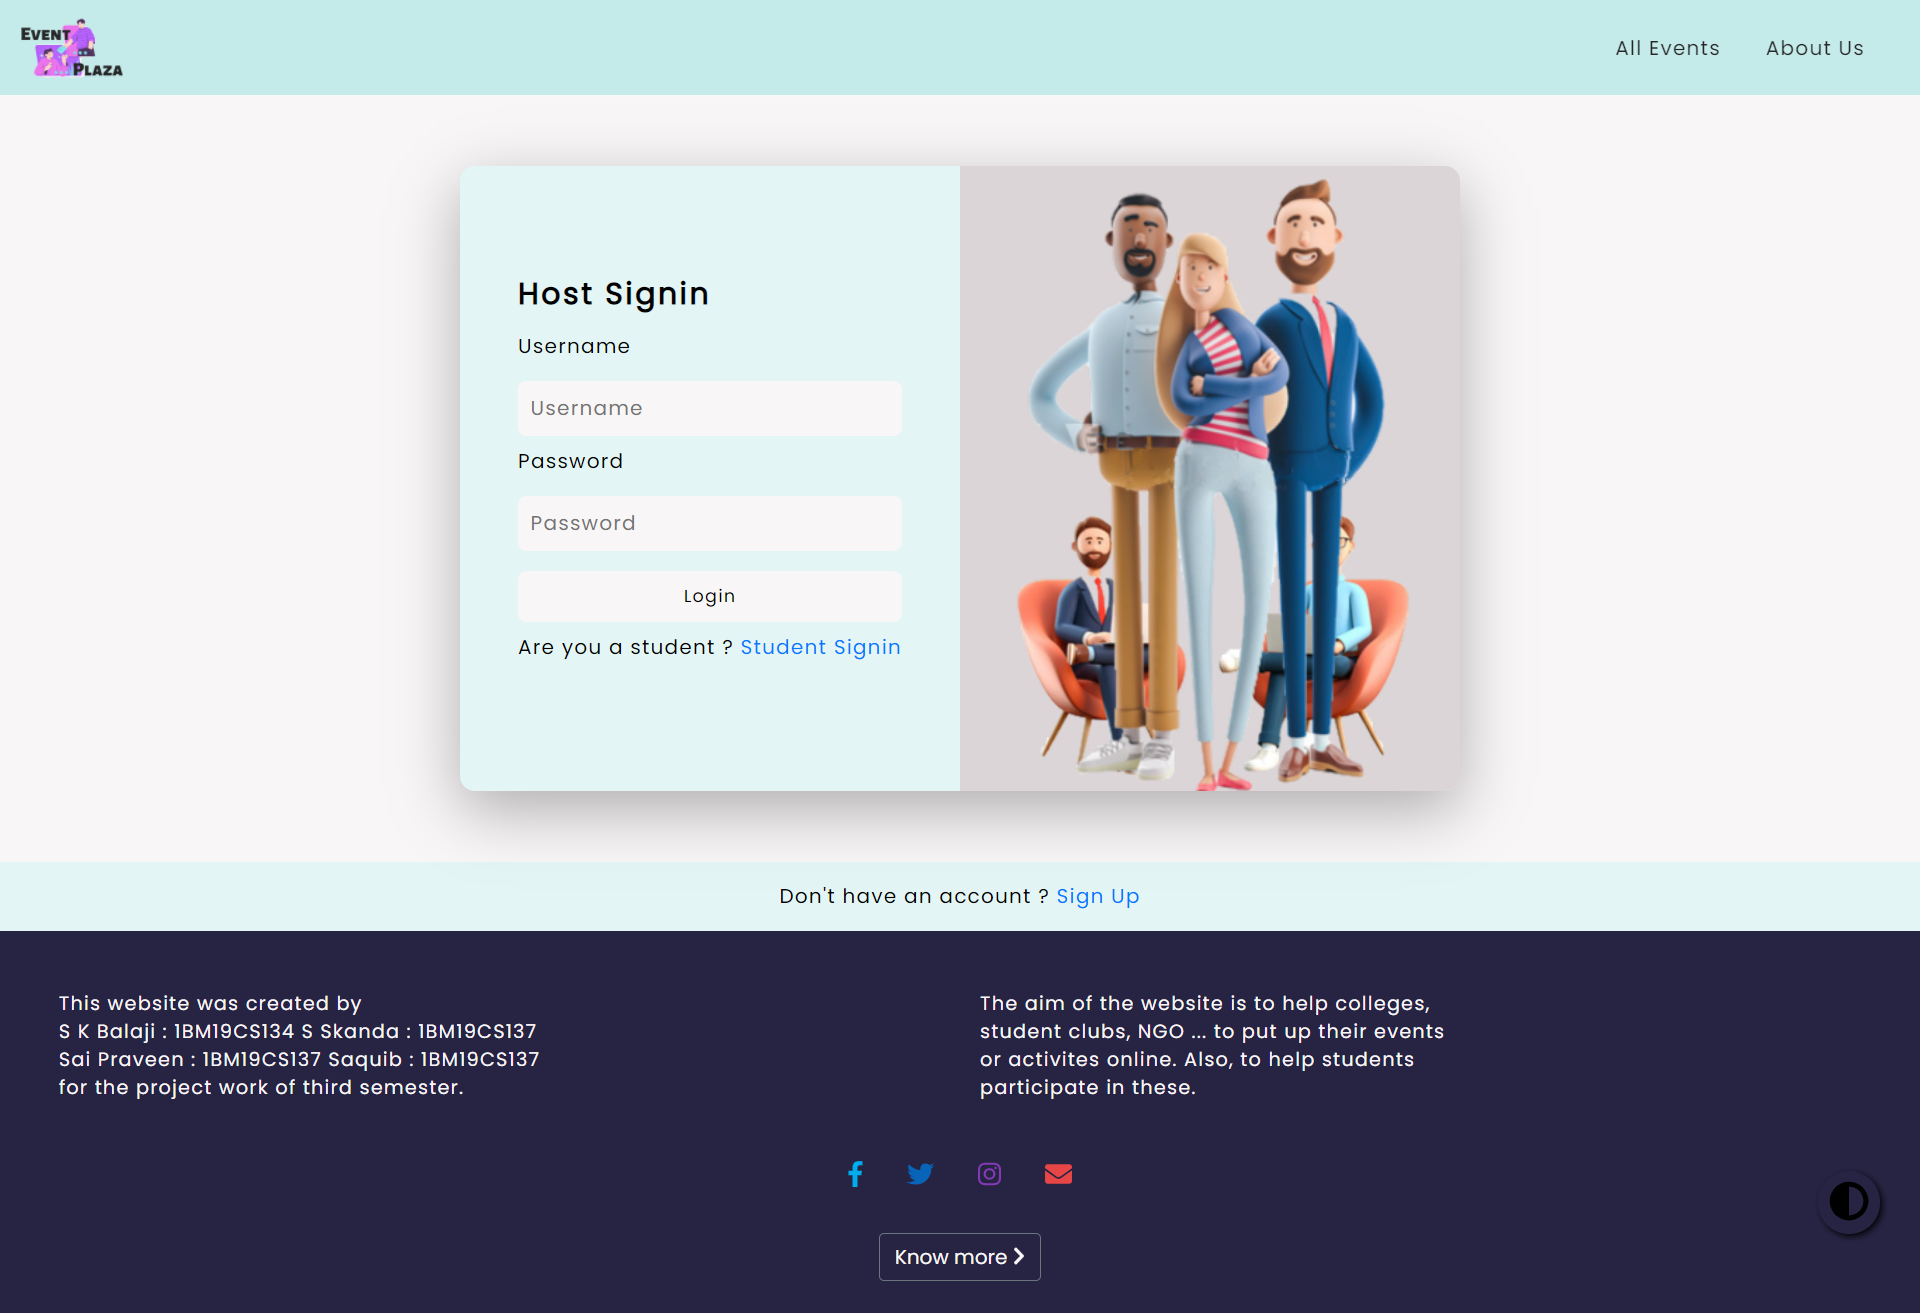 EVENT
PLAZA
All Events
About Us
Host Signin
Username
Username
Password
Password
Login
Are you a student ? Student Signin
Don't have an account ? Sign Up
This website was created by
S K Balaji : 1BM19CS134 S Skanda : 1BM19CS137
Sai Praveen : 1BM19CS137 Saquib : 1BM19CS137
for the project work of third semester.
The aim of the website is to help colleges,
student clubs, NGO ... to put up their events
or activites online. Also, to help students
participate in these.
Know more